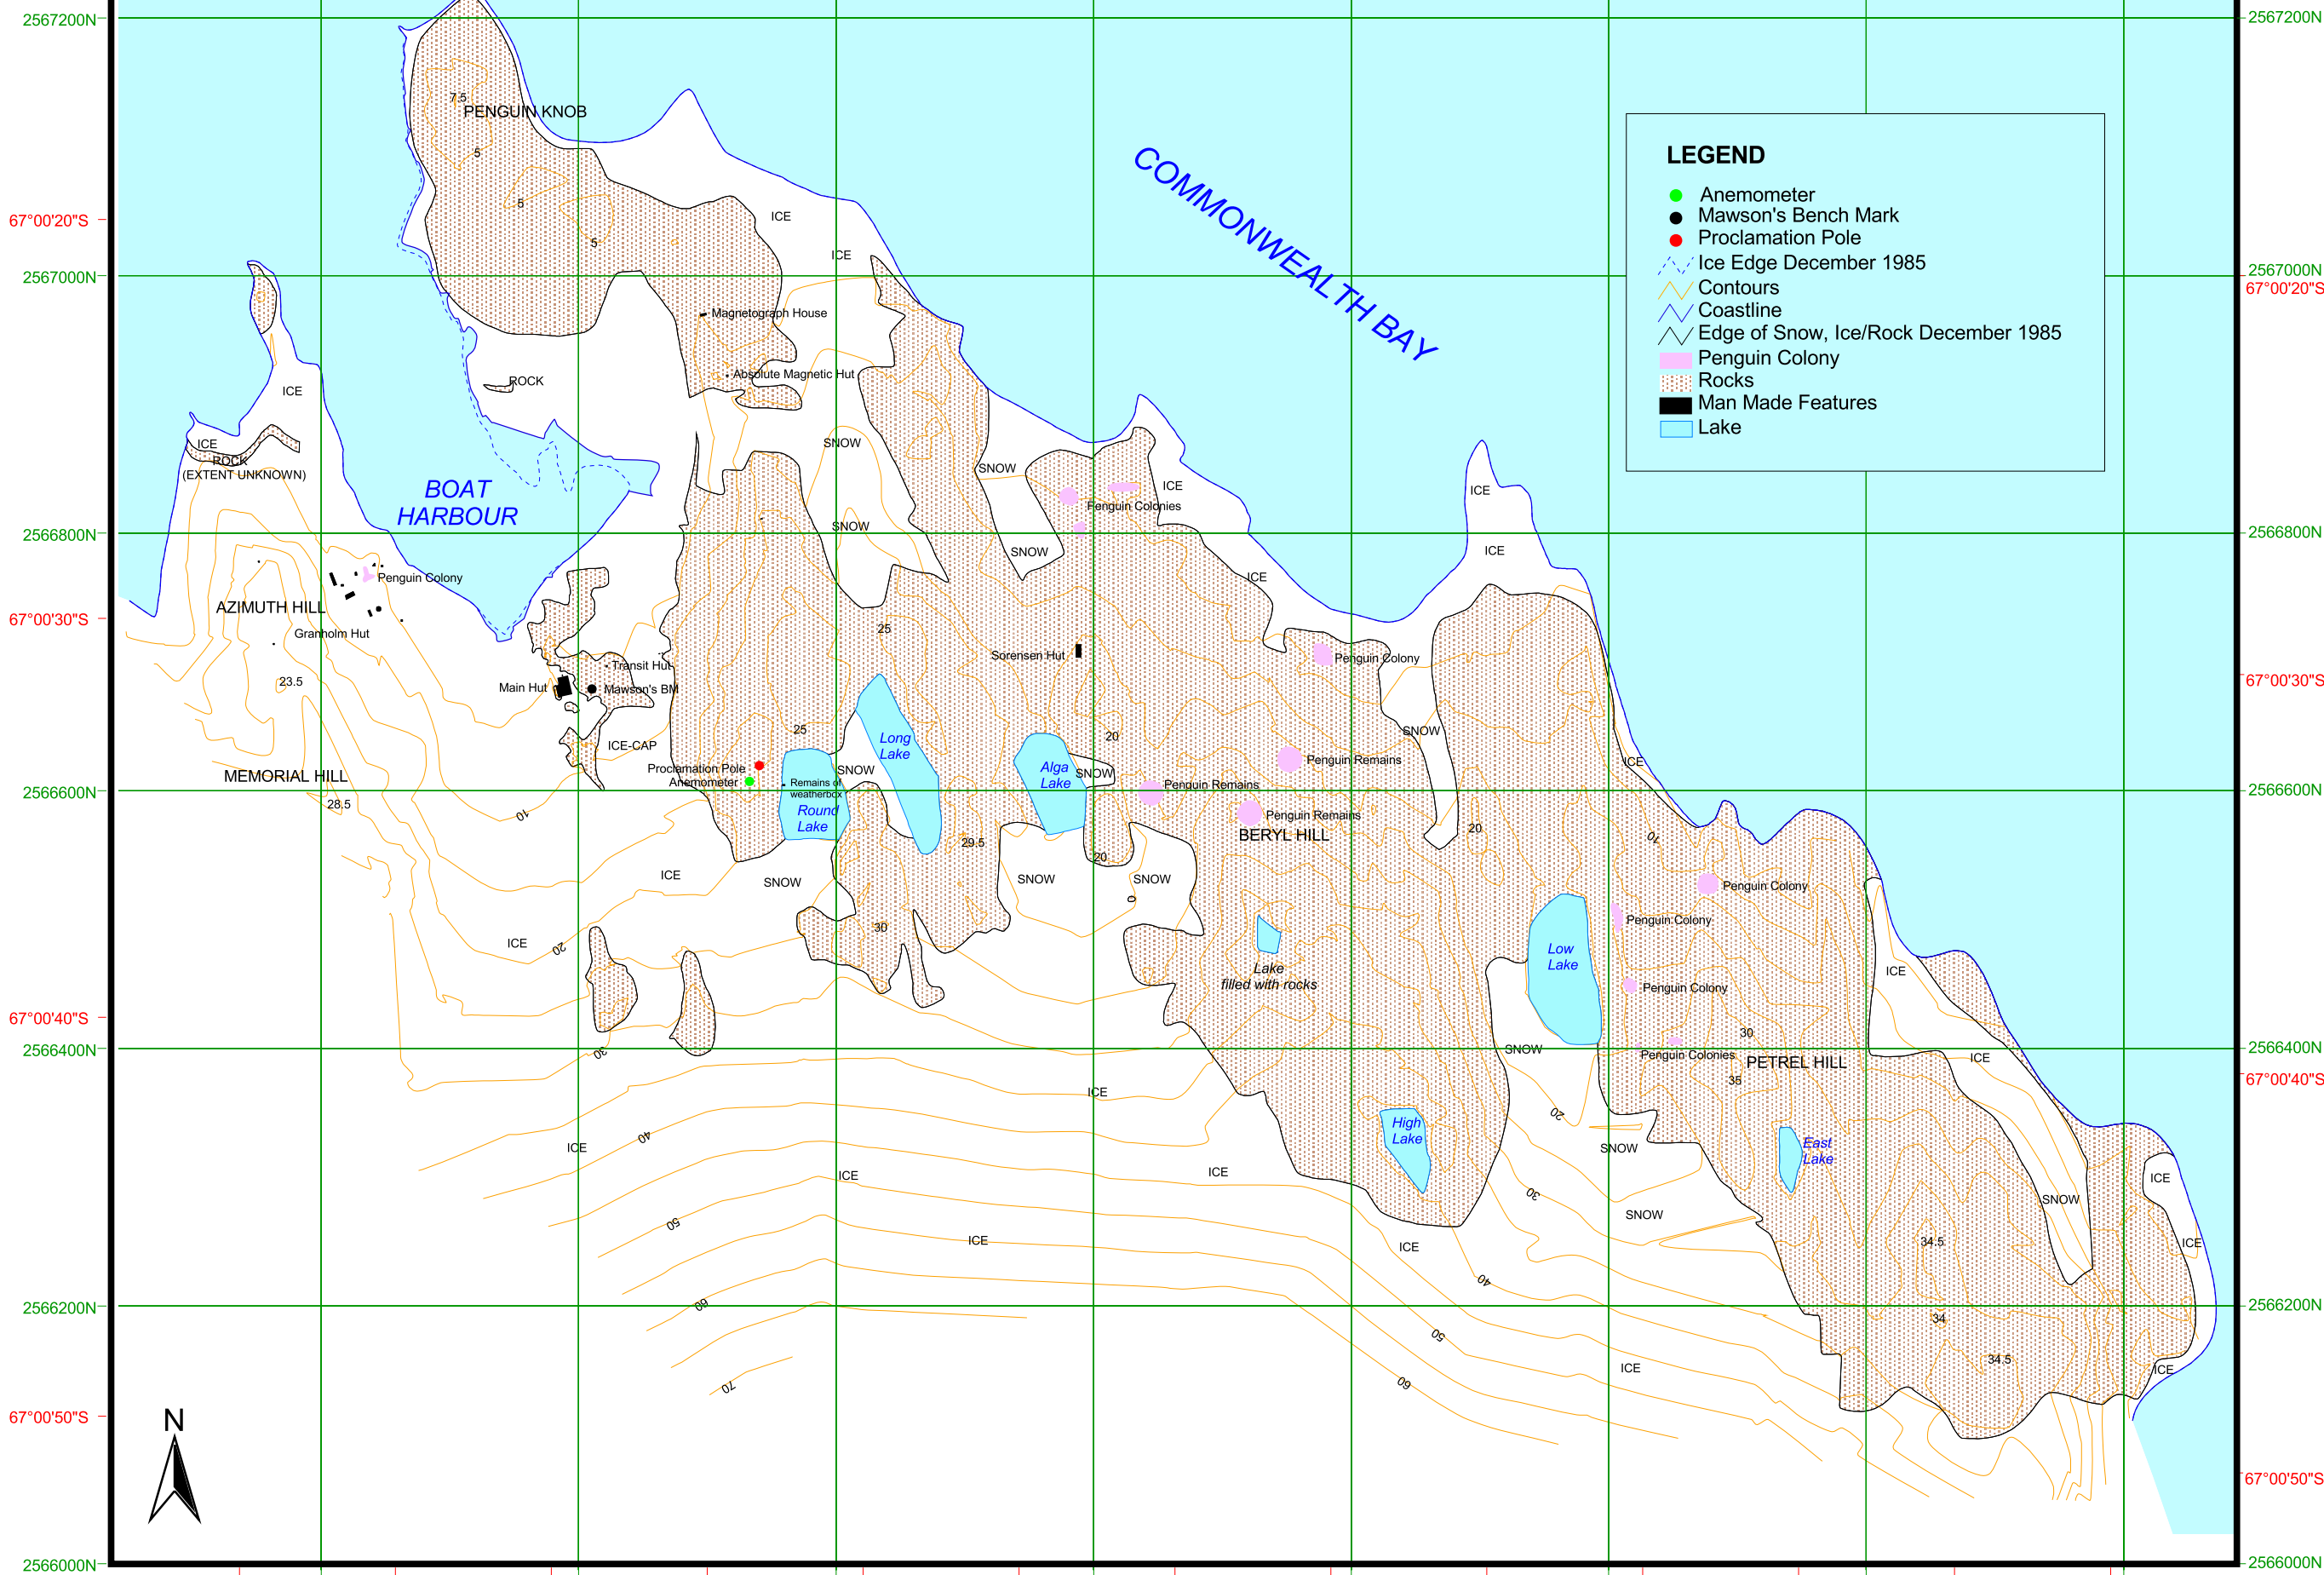 2567200N
2567200N
7.5
PENGUIN KNOB
5
5
5
COMMONWEALTH BAY
LEGEND
Anemometer
Mawson's Bench Mark
Proclamation Pole
Ice Edge December 1985
Contours
Coastline
Edge of Snow, Ice/Rock December 1985
Penguin Colony
Rocks
Man Made Features
Lake
67°00'20"S
ICE
ICE
2567000N
2567000N
67°00'20"S
Magnetograph House
Absolute Magnetic Hut
ROCK
ICE
ICE
ROCK
(EXTENT UNKNOWN)
SNOW
SNOW
BOAT
HARBOUR
ICE
ICE
Penguin Colonies
SNOW
2566800N
2566800N
SNOW
ICE
ICE
Penguin Colony
AZIMUTH HILL
67°00'30"S
Granholm Hut
25
Sorensen Hut
Penguin Colony
Transit Hut
23.5
Main Hut
Mawson's BM
67°00'30"S
25
SNOW
20
ICE-CAP
Long
Lake
Alga
Lake
SNOW
SNOW
Penguin Remains
ICE
MEMORIAL HILL
Proclamation Pole
Anemometer
Remains of
weatherbox
Penguin Remains
2566600N
2566600N
28.5
10
Round
Lake
Penguin Remains
BERYL HILL
20
10
29.5
20
ICE
SNOW
SNOW
SNOW
0
Penguin Colony
Penguin Colony
30
ICE
20
Low
Lake
Lake
filled with rocks
ICE
Penguin Colony
67°00'40"S
30
2566400N
2566400N
30
SNOW
Penguin Colonies
PETREL HILL
ICE
35
67°00'40"S
ICE
20
High
Lake
40
ICE
SNOW
East
Lake
ICE
ICE
ICE
30
SNOW
SNOW
50
ICE
ICE
34.5
ICE
40
2566200N
2566200N
60
34
50
34.5
ICE
ICE
70
60
67°00'50"S
N
67°00'50"S
2566000N
2566000N